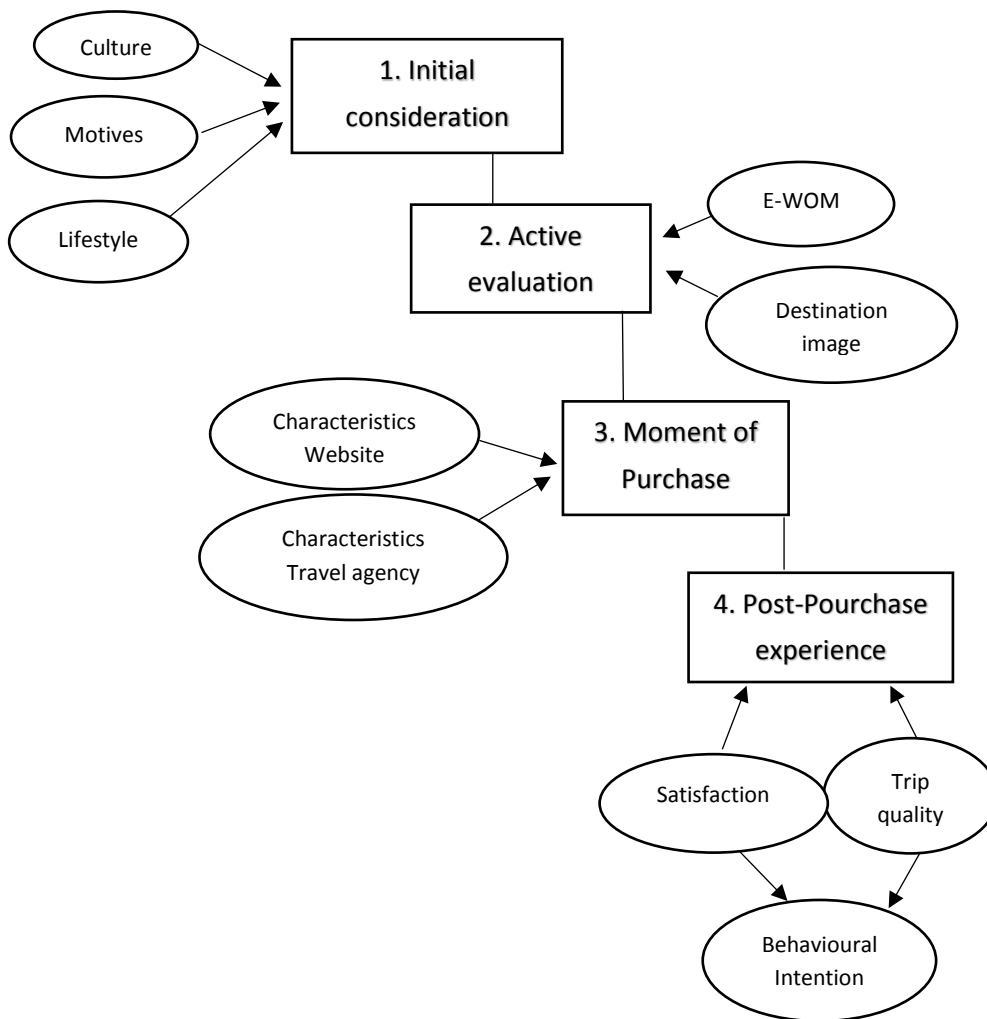 Culture
1. Initial
consideration
Motives
Lifestyle
E-WOM
2. Active
evaluation
Destination
image
Characteristics
Website
3. Moment of
Purchase
Characteristics
Travel agency
4. Post-Pourchase
experience
Satisfaction
Trip
quality
Behavioural
Intention